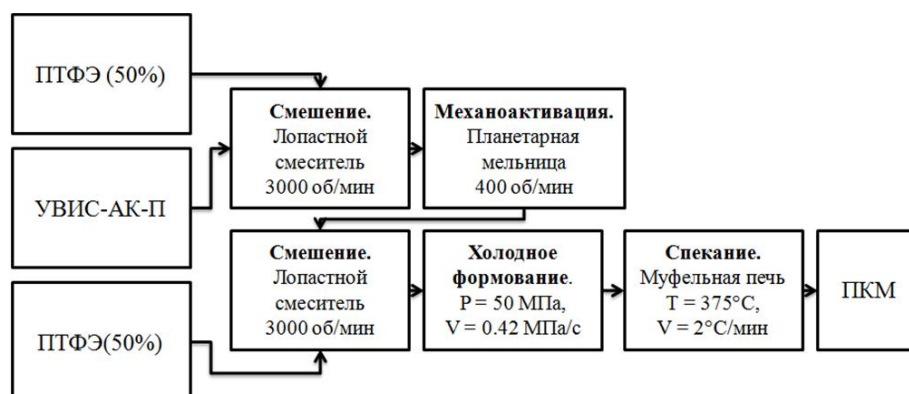 ПТФЭ (50%)
Смешение.
Лопастной
смеситель
3000 об/мин
Механоактивация.
Планетарная
мельница
400 об/мин
УВИС-АК-П
Смешение.
Лопастной
смеситель
3000 об/мин
Холодное
формование.
P = 50 МПа,
V = 0.42 МПа/с
Спекание.
Муфельная печь
T = 375°C,
V = 2°C/мин
ПКМ
ПТФЭ(50%)